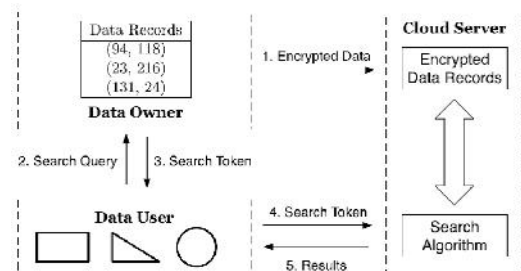 Data Records
(94, 118)
(23, 216)
(131, 24)
Data Owner
1. Encrypted Data
Cloud Server
Encrypted
Data Records
2. Search Query
3. Search Token
Data User
4. Search Token
5. Results
Search
Algorithm